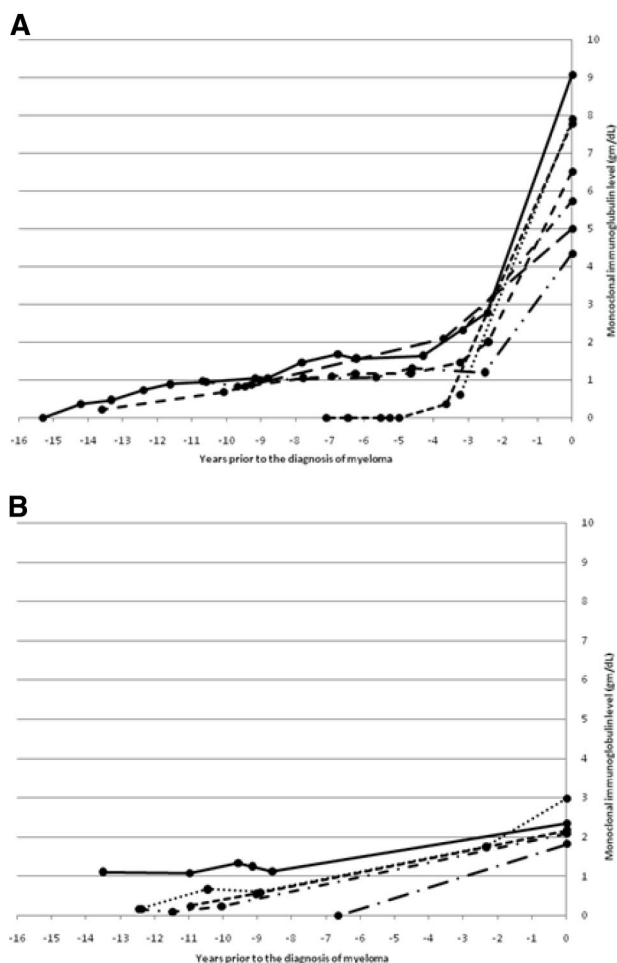 A
10
9
8
7
6
5
4
3
2
1
0
Moncoclonal immunoglubulin level (gm/dL)
-16 -15 -14 -13 -12 -11 -10 -9 -8 -7 -6 -5 -4 -3 -2 -1 0
Years prior to the diagnosis of myeloma
B
10
9
8
7
6
5
4
3
2
1
0
Monoclonal immunoglobulin level (gm/dL)
-16 -15 -14 -13 -12 -11 -10 -9 -8 -7 -6 -5 -4 -3 -2 -1 0
Years prior to the diagnosis of myeloma